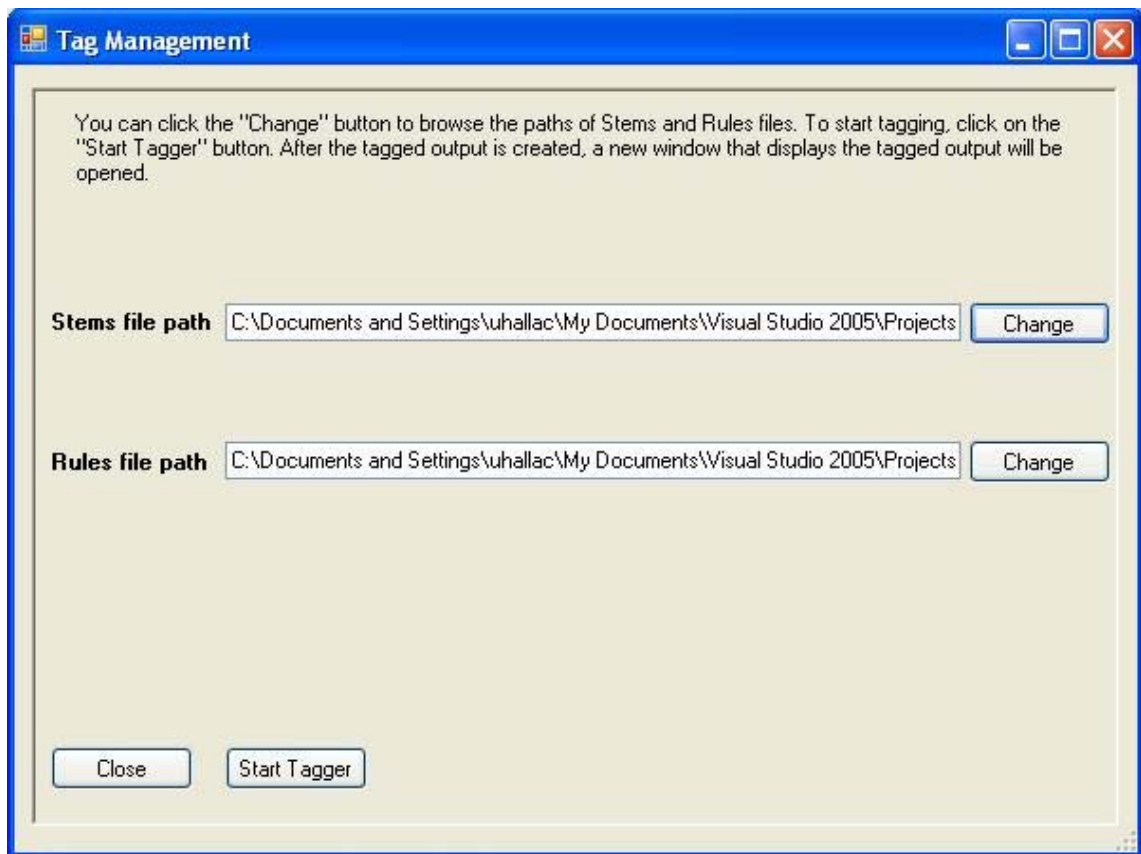 Tag Management
You can click the "Change" button to browse the paths of Stems and Rules files. To start tagging, click on the
"Start Tagger" button. After the tagged output is created, a new window that displays the tagged output will be
opened.
Stems file path C:\Documents and Settings\uhallac\My Documents\Visual Studio 2005\Projects Change
Rules file path C:\Documents and Settings\uhallac\My Documents\Visual Studio 2005\Projects Change
Close Start Tagger